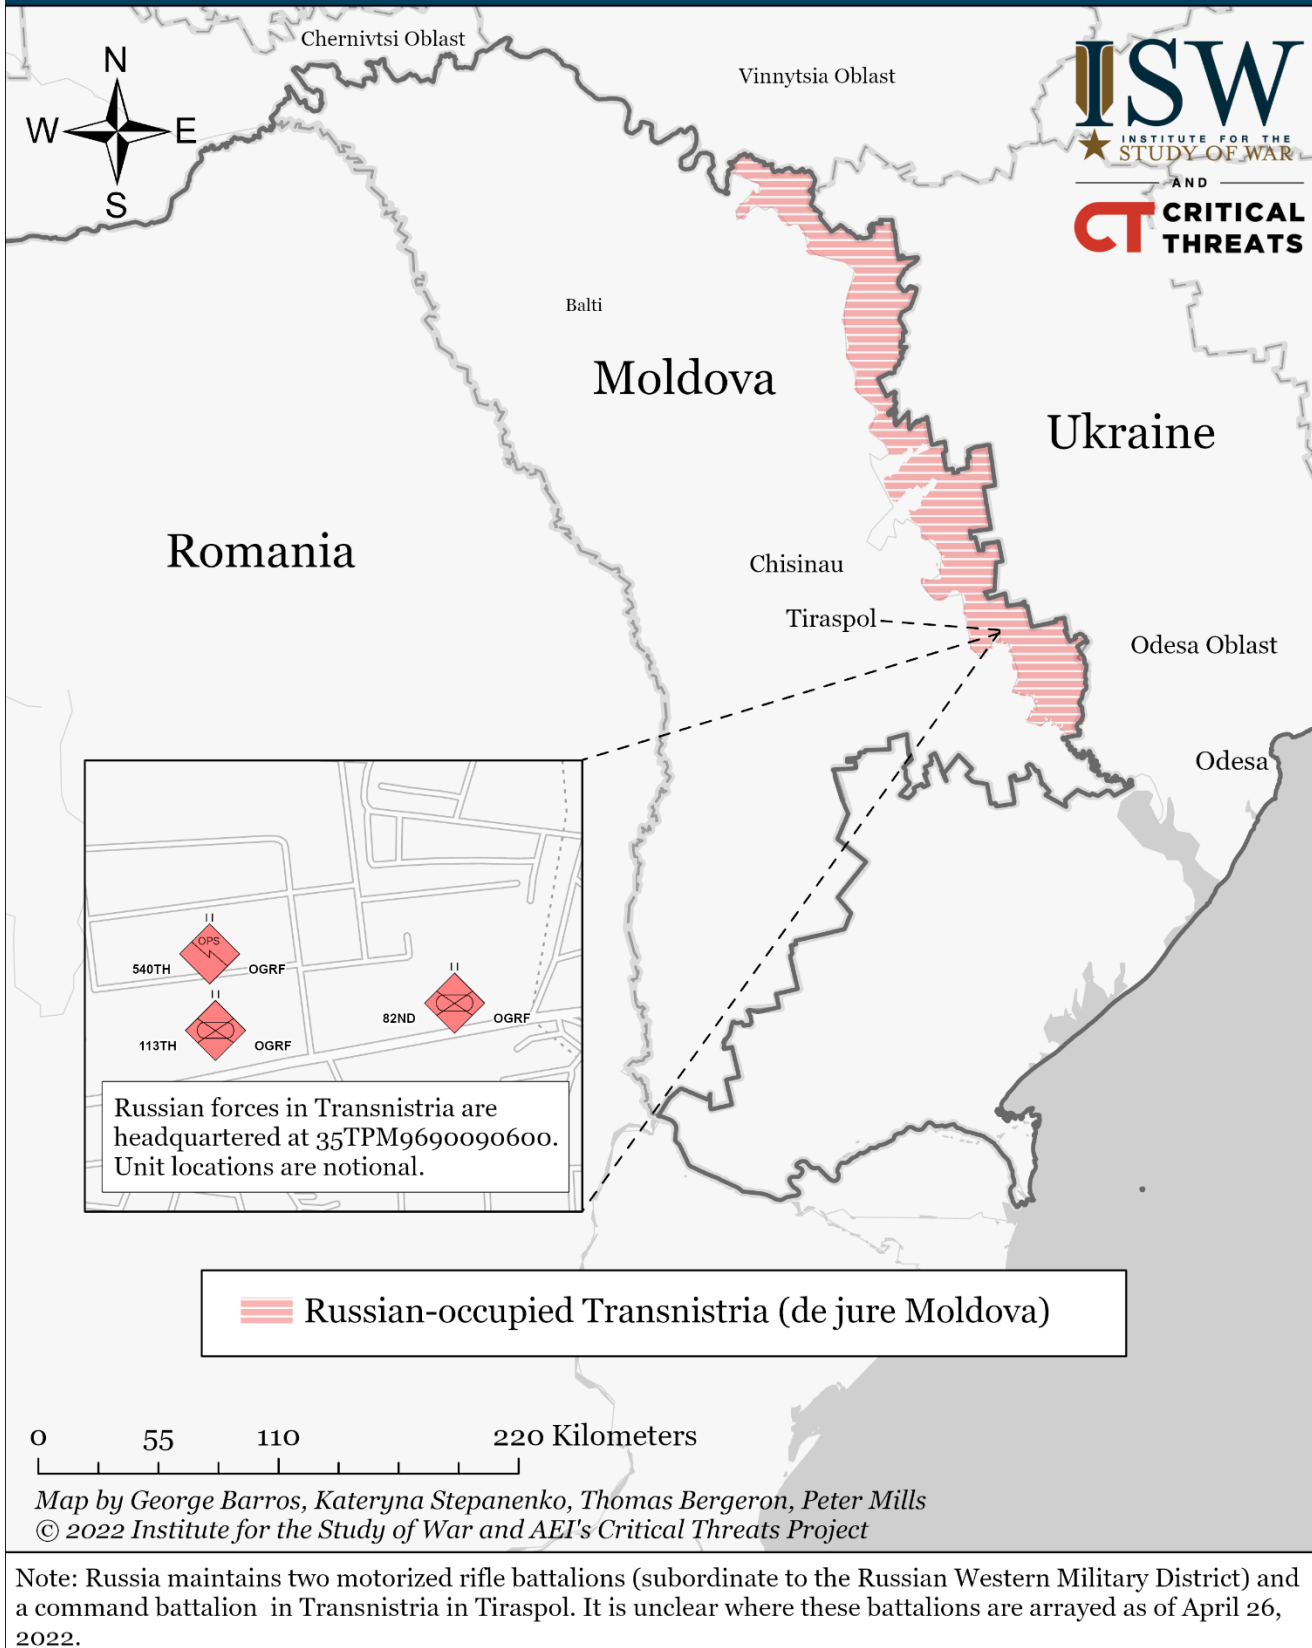 Chernivtsi Oblast
Vinnytsia Oblast
N
W
E
S
ISW
INSTITUTE FOR THE
STUDY OF WAR
AND
CT CRITICAL
THREATS
Balti
Moldova
Ukraine
Romania
Chisinau
Tiraspol
Odesa Oblast
Odesa
OPS
540TH
OGRF
82ND
OGRF
113TH
OGRF
Russian forces in Transnistria are
headquartered at 35TPM9690090600.
Unit locations are notional.
Russian-occupied Transnistria (de jure Moldova)
0 55 110 220 Kilometers
Map by George Barros, Kateryna Stepanenko, Thomas Bergeron, Peter Mills
© 2022 Institute for the Study of War and AEI's Critical Threats Project
Note: Russia maintains two motorized rifle battalions (subordinate to the Russian Western Military District) and
a command battalion  in Transnistria in Tiraspol. It is unclear where these battalions are arrayed as of April 26,
2022.